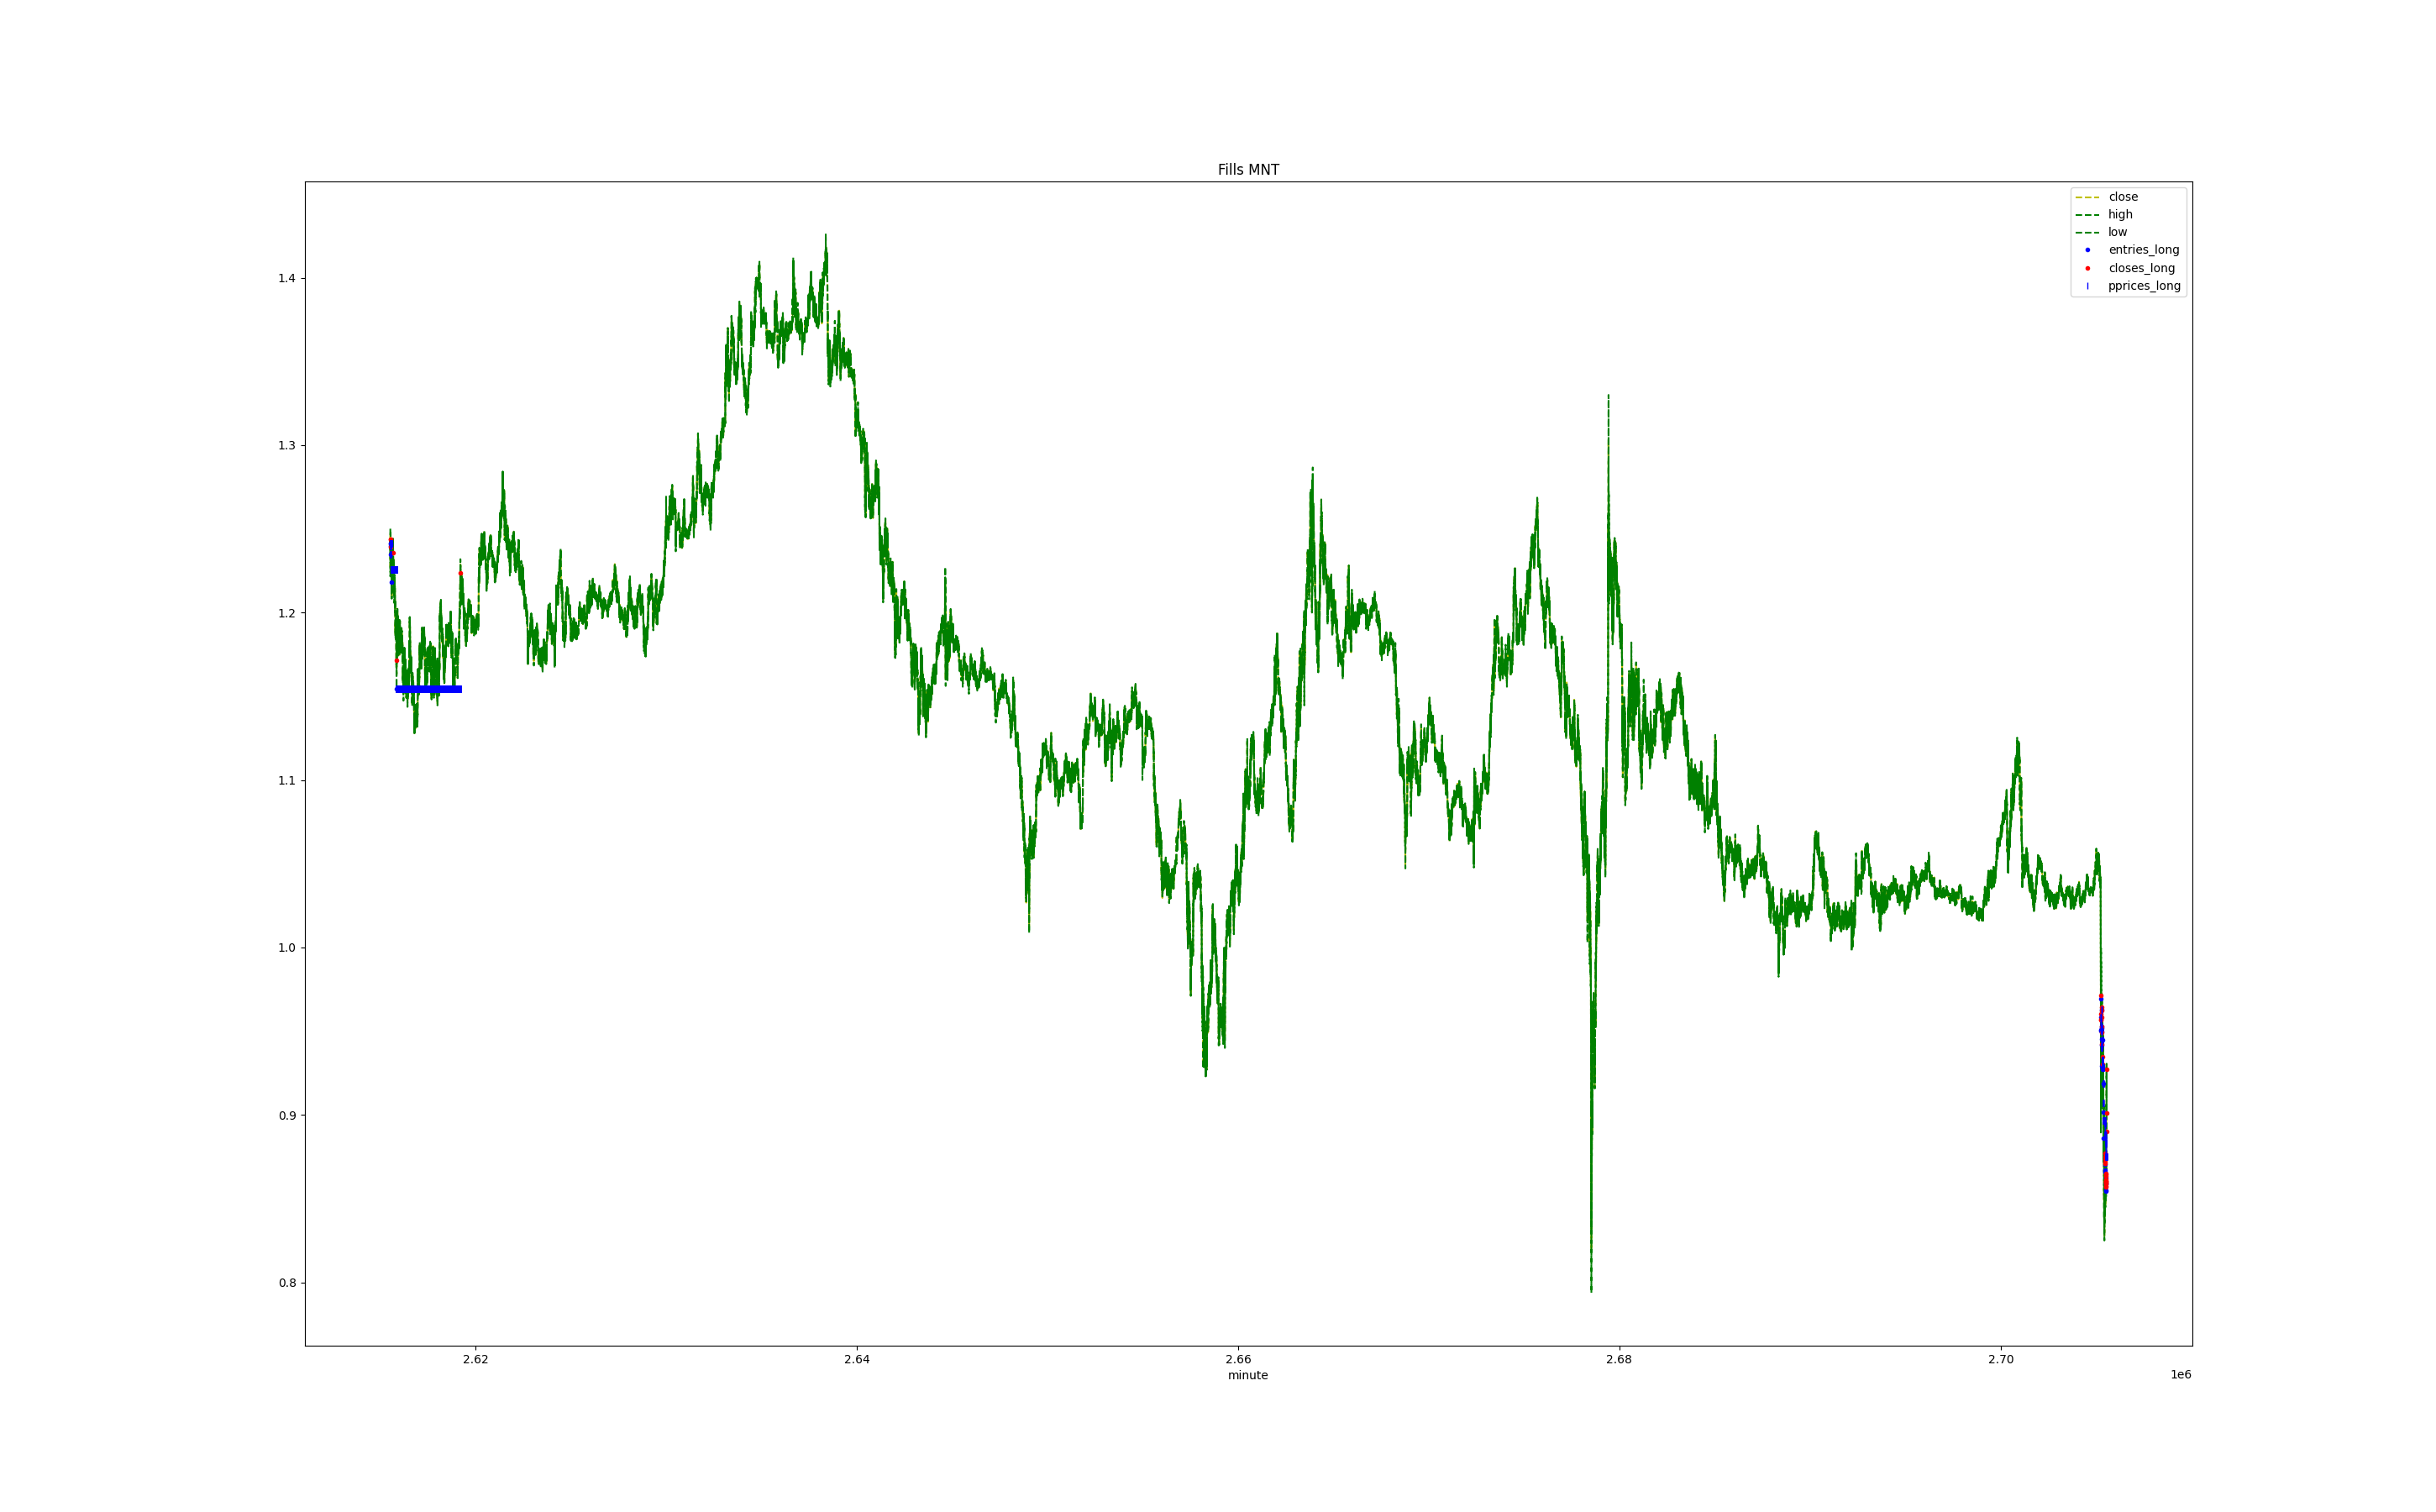 Fills MNT
close
high
low
entries_long
closes_long
pprices_long
1.4
1.3
1.2
1.1
1.0
0.9
0.8
2.62 2.64 2.66 2.68 2.70
minute
1e6